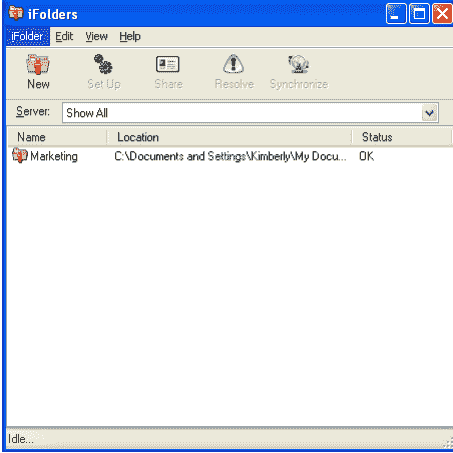 iFolders
iFolder Edit View Help
New Set Up Share Resolve Synchronize
Server: Show All
Name Location Status
Marketing C:\Documents and Settings\Kimberly\My Docu... OK
Idle...